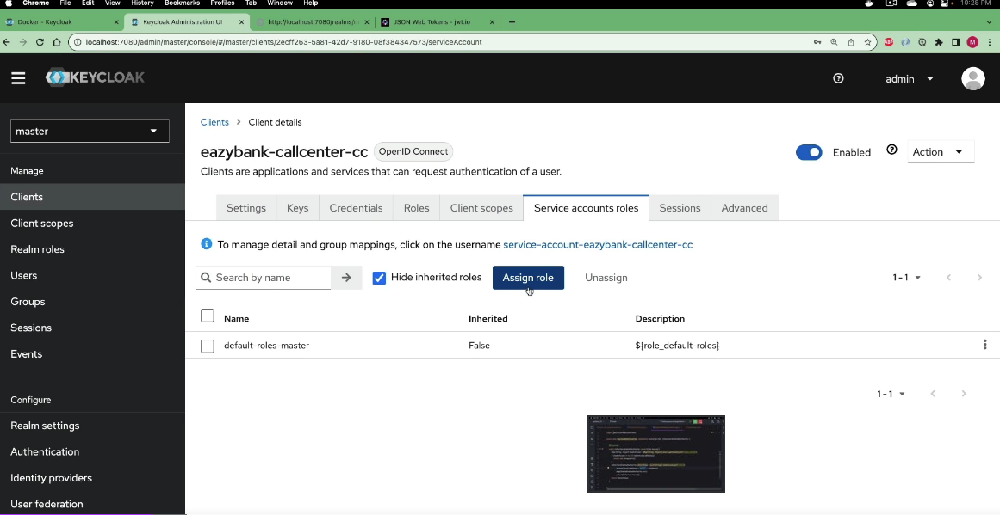 Chrome File Edit View History Bookmarks Profiles Tab Window Help 10:28 PM
Docker - Keycloak × Keycloak Administration UI × http://localhost:7080/realms/m × JSON Web Tokens - jwt.io × +
localhost:7080/admin/master/console/#/master/clients/2ecff263-5a81-42d7-9180-08f384347573/serviceAccount ABP M
KEYCLOAK admin
master
Manage
Clients
Client scopes
Realm roles
Users
Groups
Sessions
Events
Configure
Realm settings
Authentication
Identity providers
User federation
Clients > Client details
eazybank-callcenter-cc OpenID Connect Enabled Action
Clients are applications and services that can request authentication of a user.
Settings Keys Credentials Roles Client scopes Service accounts roles Sessions Advanced
To manage detail and group mappings, click on the username service-account-eazybank-callcenter-cc
Search by name Hide inherited roles Assign role Unassign 1-1
Name Inherited Description
default-roles-master False ${role_default-roles}
1-1